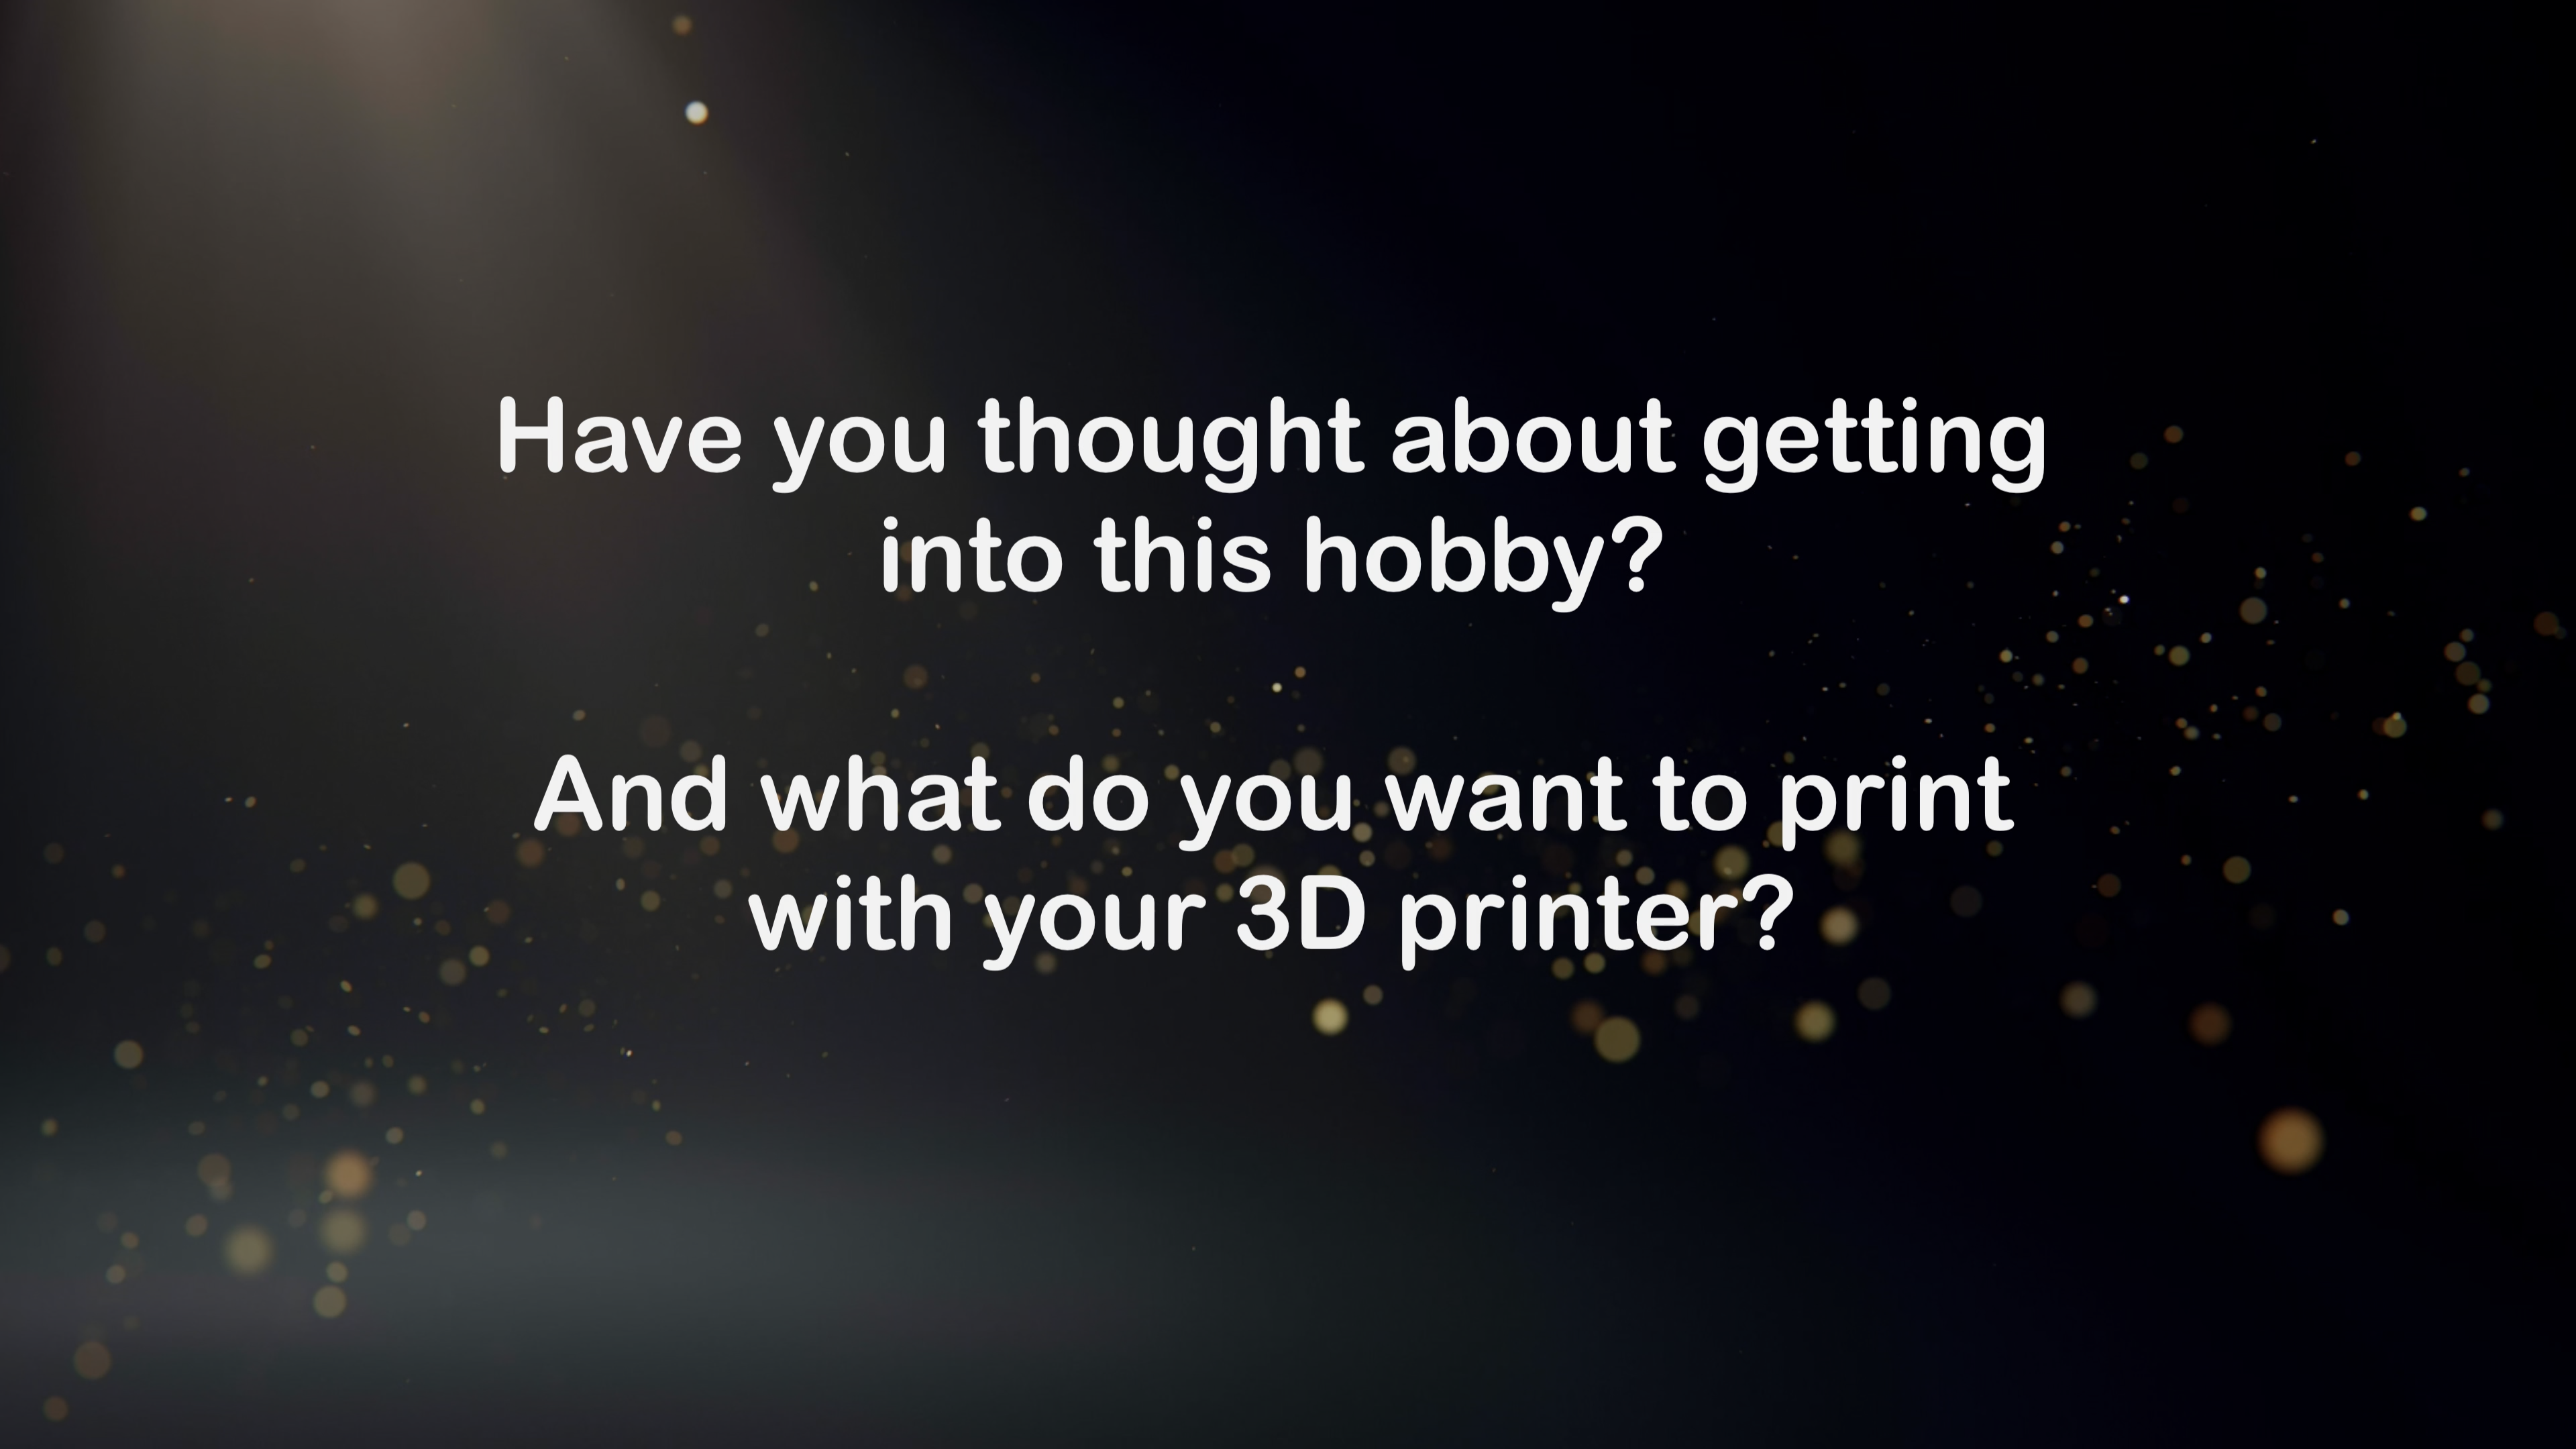 Have you thought about getting
into this hobby?
And what do you want to print
with your 3D printer?